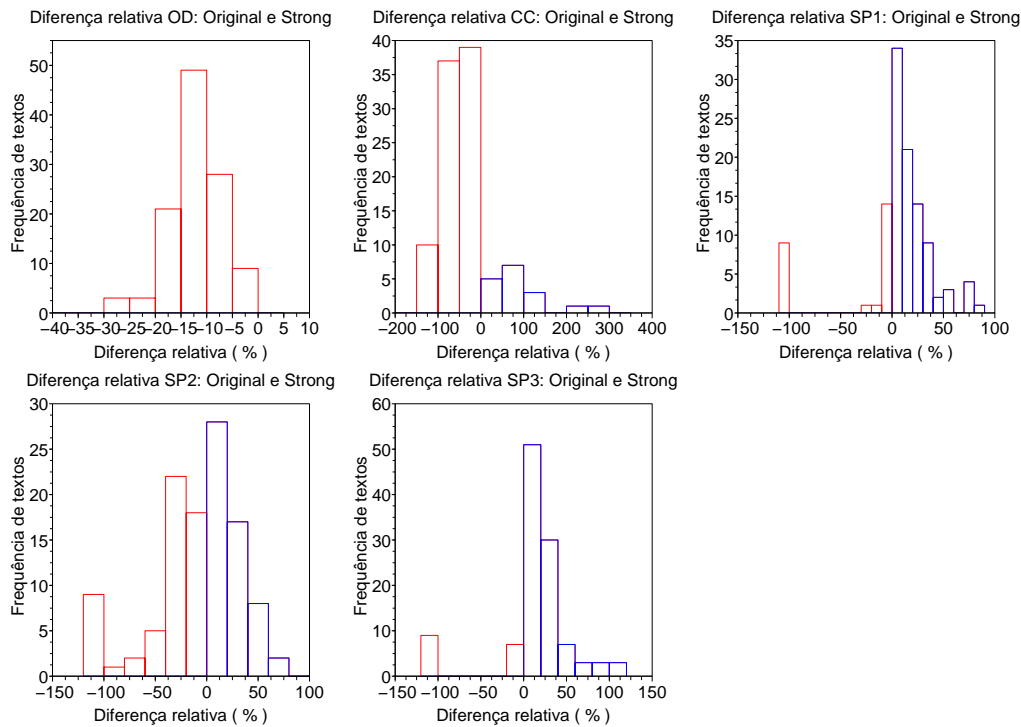 Diferença relativa OD: Original e Strong
Frequência de textos
50
40
30
20
10
0
−40 −35 −30 −25 −20 −15 −10 −5 0 5 10
Diferença relativa ( % )
Diferença relativa CC: Original e Strong
Frequência de textos
40
35
30
25
20
15
10
5
0
−200 −100 0 100 200 300 400
Diferença relativa ( % )
Diferença relativa SP1: Original e Strong
Frequência de textos
35
30
25
20
15
10
5
0
−150 −100 −50 0 50 100
Diferença relativa ( % )
Diferença relativa SP2: Original e Strong
Frequência de textos
30
25
20
15
10
5
0
−150 −100 −50 0 50 100
Diferença relativa ( % )
Diferença relativa SP3: Original e Strong
Frequência de textos
60
50
40
30
20
10
0
−150 −100 −50 0 50 100 150
Diferença relativa ( % )